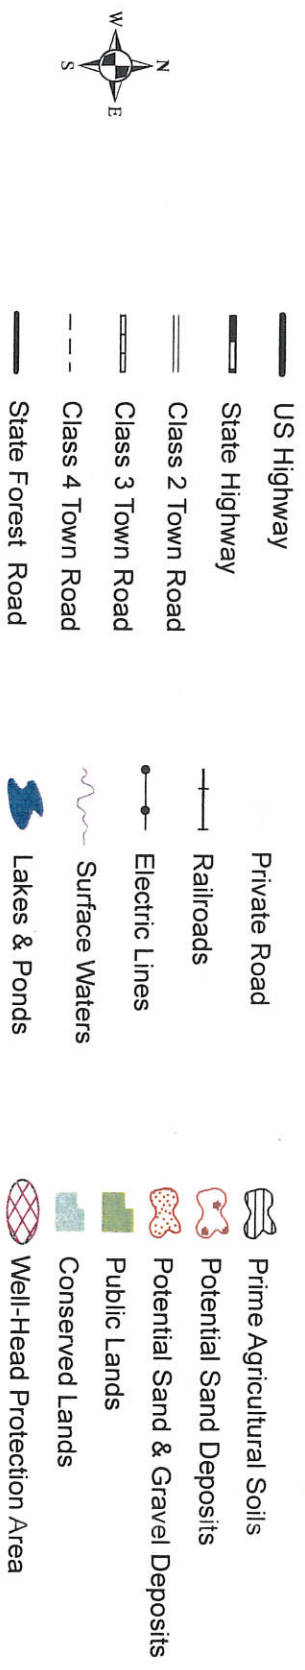 N
W
E
S
US Highway
State Highway
Class 2 Town Road
Class 3 Town Road
Class 4 Town Road
State Forest Road
Private Road
Railroads
Electric Lines
Surface Waters
Lakes & Ponds
Prime Agricultural Soils
Potential Sand Deposits
Potential Sand & Gravel Deposits
Public Lands
Conserved Lands
Well-Head Protection Area